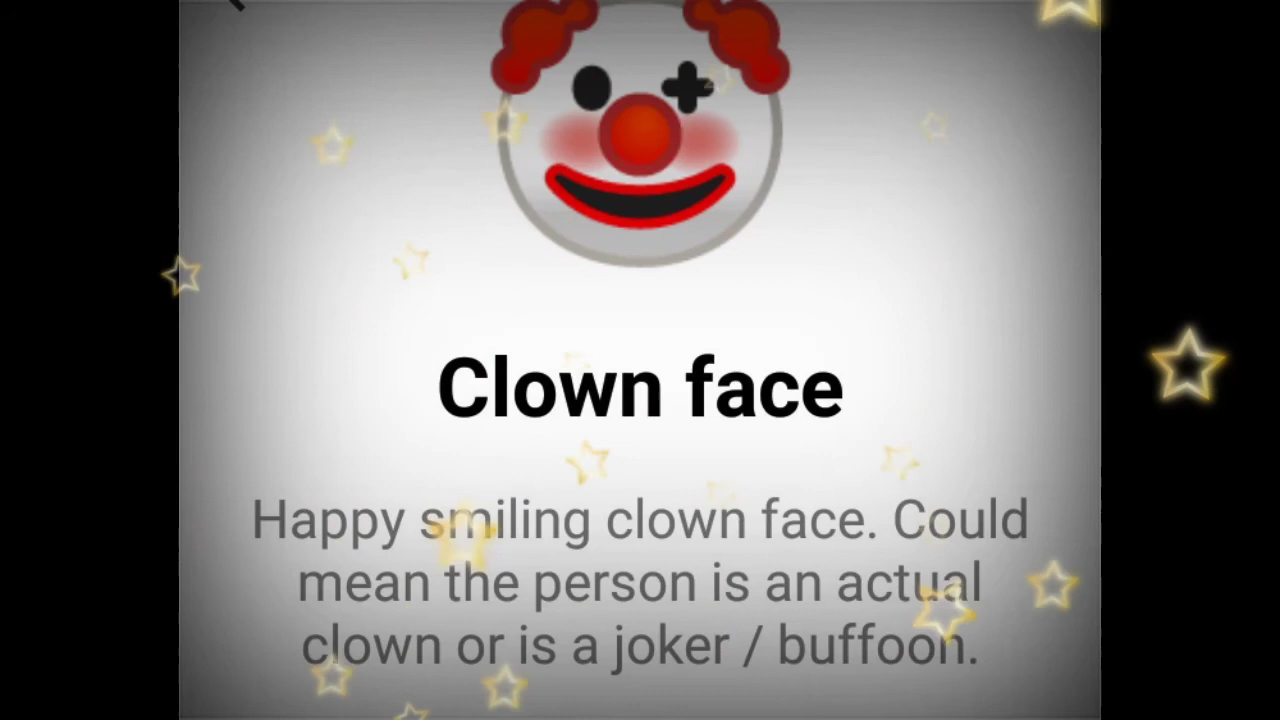 Clown face
Happy smiling clown face. Could
mean the person is an actual
clown or is a joker / buffoon.